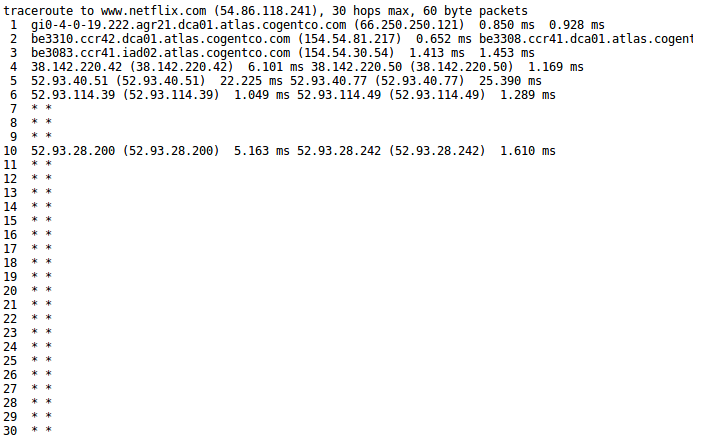 traceroute to www.netflix.com (54.86.118.241), 30 hops max, 60 byte packets
 1  gi0-4-0-19.222.agr21.dca01.atlas.cogentco.com (66.250.250.121)  0.850 ms  0.928 ms
 2  be3310.ccr42.dca01.atlas.cogentco.com (154.54.81.217)  0.652 ms be3308.ccr41.dca01.atlas.cogent
 3  be3083.ccr41.iad02.atlas.cogentco.com (154.54.30.54)  1.413 ms  1.453 ms
 4  38.142.220.42 (38.142.220.42)  6.101 ms 38.142.220.50 (38.142.220.50)  1.169 ms
 5  52.93.40.51 (52.93.40.51)  22.225 ms 52.93.40.77 (52.93.40.77)  25.390 ms
 6  52.93.114.39 (52.93.114.39)  1.049 ms 52.93.114.49 (52.93.114.49)  1.289 ms
 7  * *
 8  * *
 9  * *
10  52.93.28.200 (52.93.28.200)  5.163 ms 52.93.28.242 (52.93.28.242)  1.610 ms
11  * *
12  * *
13  * *
14  * *
15  * *
16  * *
17  * *
18  * *
19  * *
20  * *
21  * *
22  * *
23  * *
24  * *
25  * *
26  * *
27  * *
28  * *
29  * *
30  * *